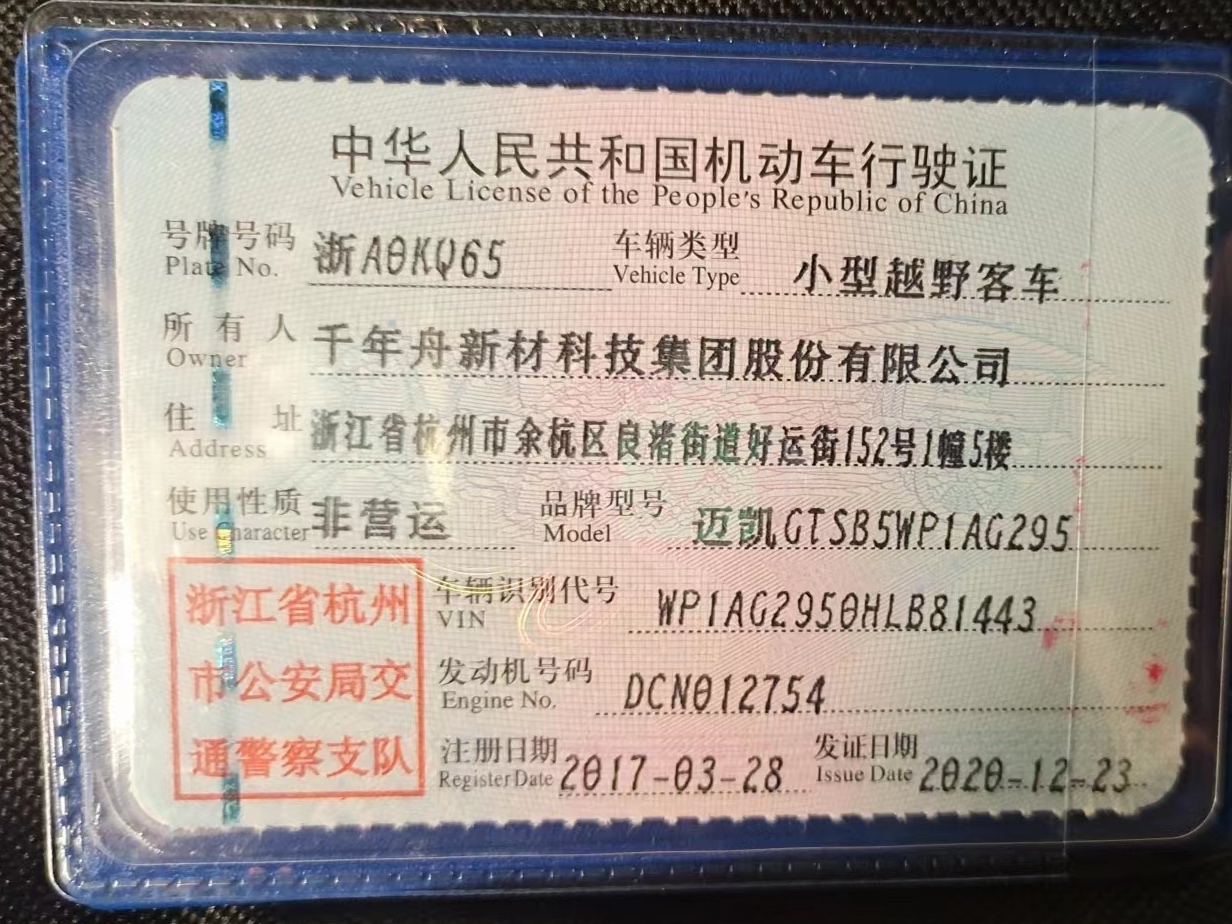 中华人民共和国机动车行驶证
Vehicle License of the People's Republic of China
号牌号码 浙A0KQ65 车辆类型 小型越野客车
Plate No. Vehicle Type
所有人 千年舟新材科技集团股份有限公司
Owner
住址 浙江省杭州市余杭区良渚街道好运街152号1幢5楼
Address
使用性质 非营运 品牌型号 迈凯GTSB5WP1AG295
Use Character Model
浙江省杭州
市公安局交
通警察支队
车辆识别代号 WP1AG2950HLB81443
VIN
发动机号码 DCN012754
Engine No.
注册日期 2017-03-28 发证日期 2020-12-23
Register Date Issue Date